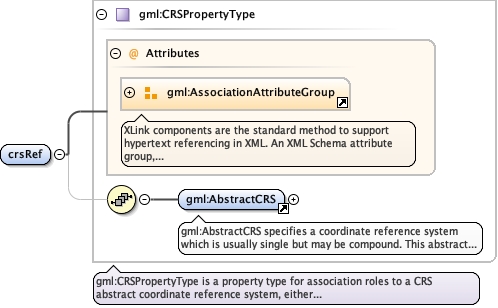 gml:CRSPropertyType
@ Attributes
gml:AssociationAttributeGroup
XLink components are the standard method to support
hypertext referencing in XML. An XML Schema attribute
group,...
crsRef
gml:AbstractCRS
gml:AbstractCRS specifies a coordinate reference system
which is usually single but may be compound. This abstract...
gml:CRSPropertyType is a property type for association roles to a CRS
abstract coordinate reference system, either...